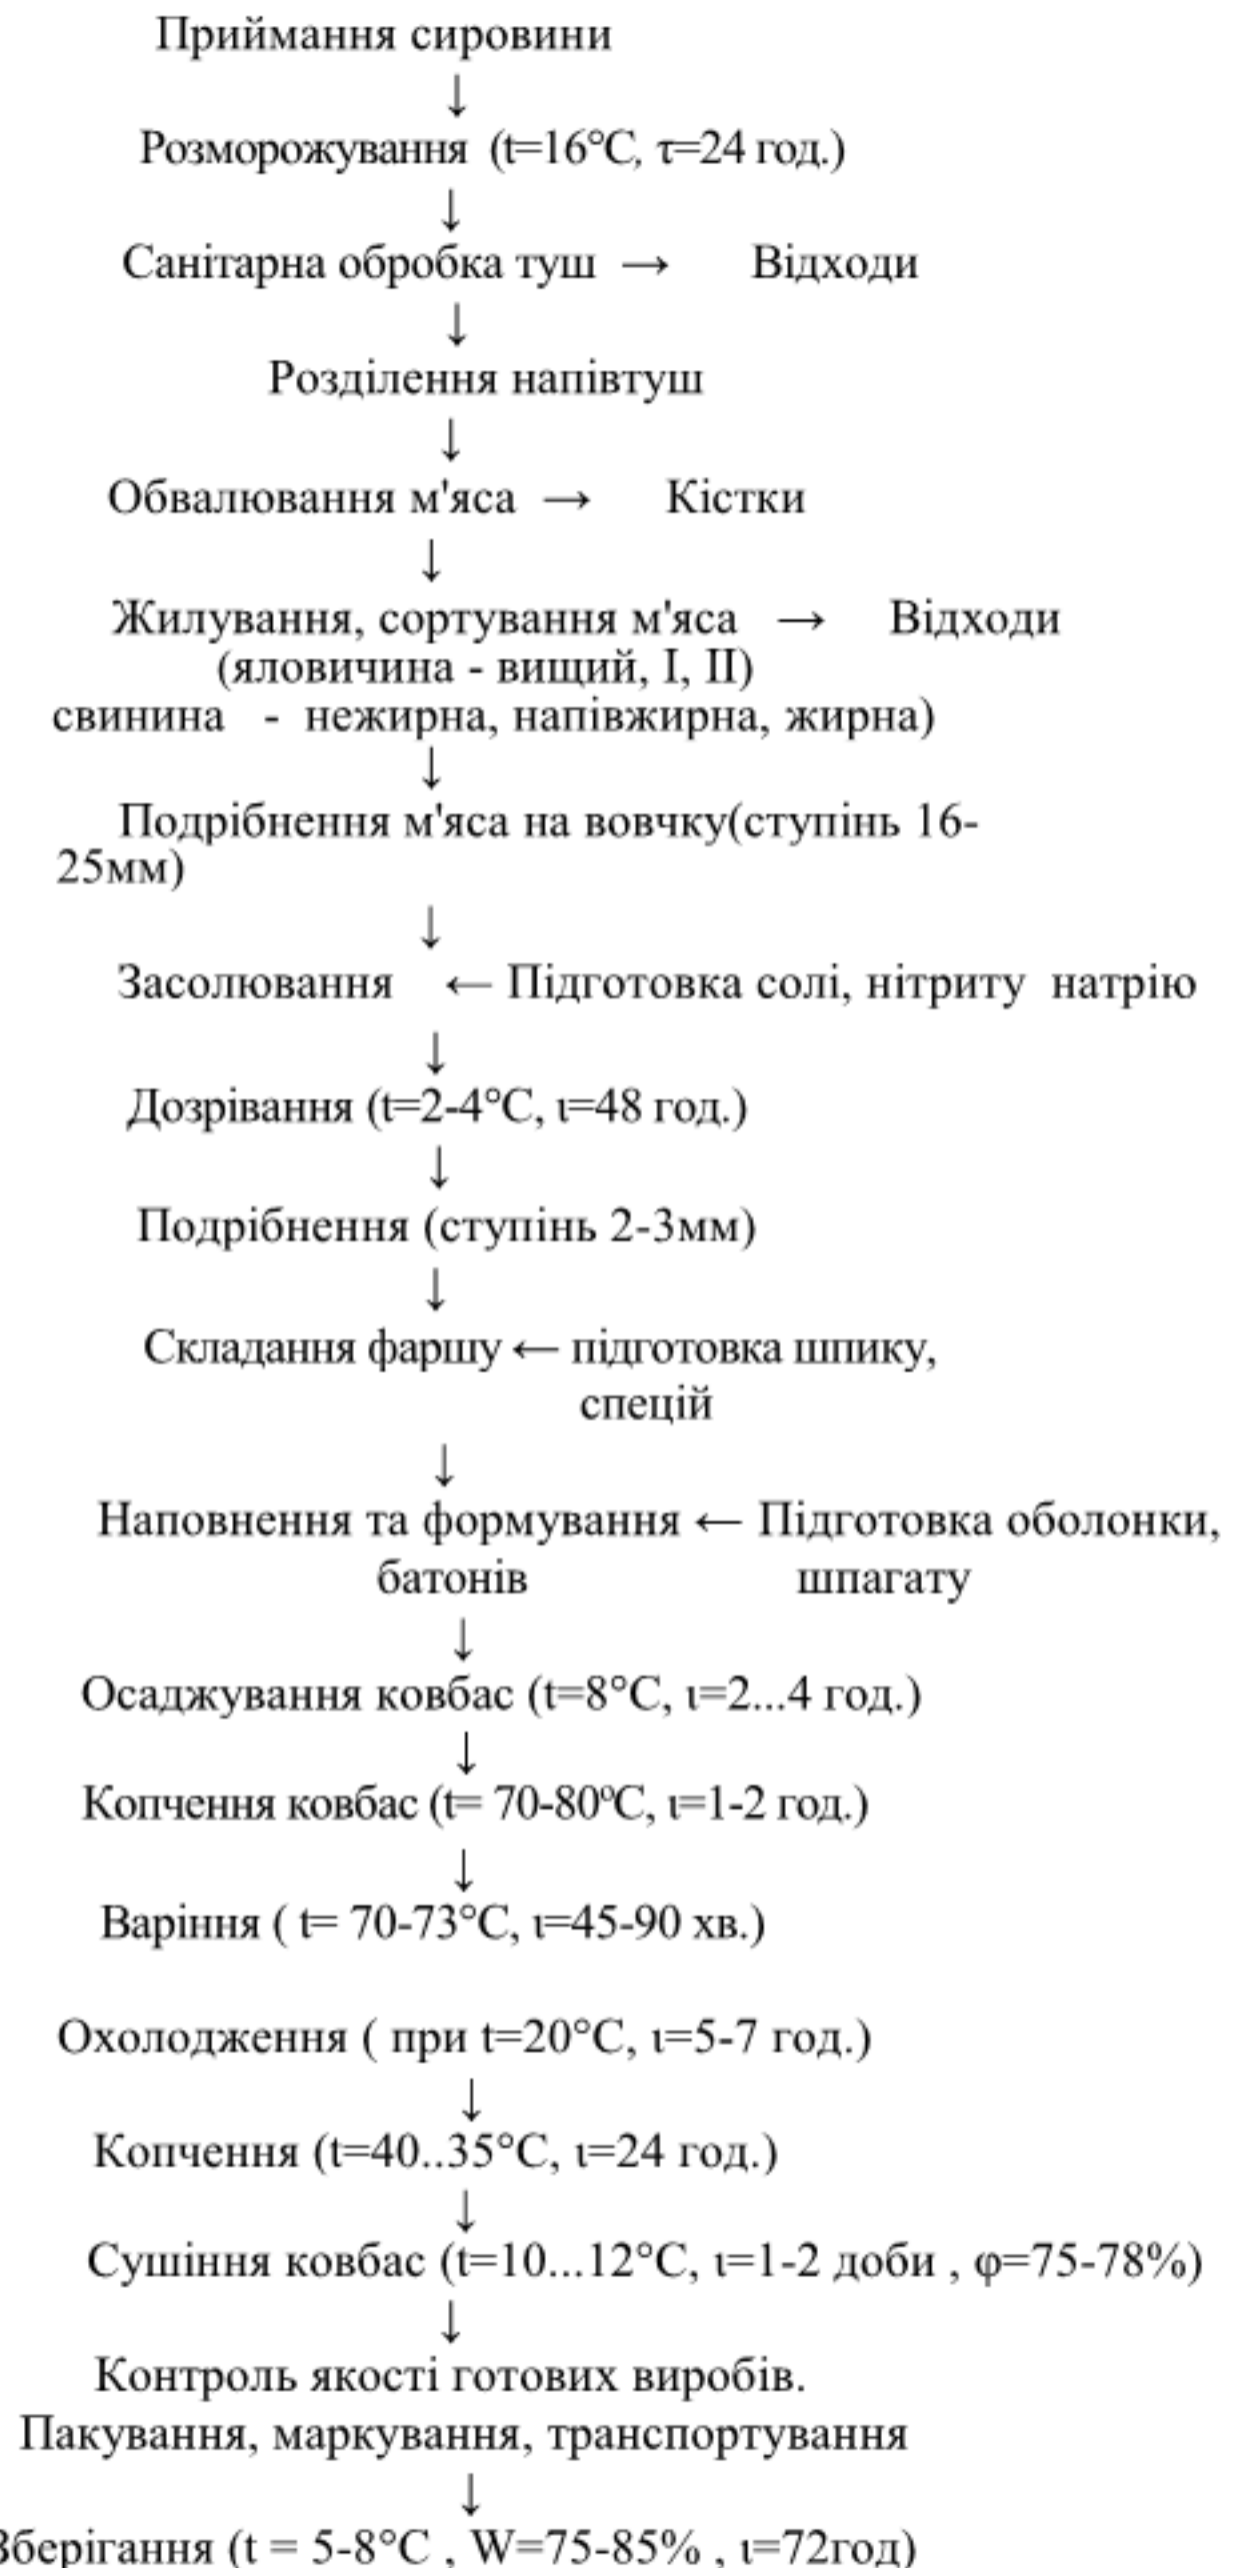 Приймання сировини
↓
Розморожування (t=16°C, τ=24 год.)
↓
Санітарна обробка туш → Відходи
↓
Розділення напівтуш
↓
Обвалювання м'яса → Кістки
↓
Жилування, сортування м'яса → Відходи
(яловичина - вищий, I, II)
свинина - нежирна, напівжирна, жирна)
↓
Подрібнення м'яса на вовчку(ступінь 16-
25мм)
↓
Засолювання ← Підготовка солі, нітриту натрію
↓
Дозрівання (t=2-4°C, ι=48 год.)
↓
Подрібнення (ступінь 2-3мм)
↓
Складання фаршу ← підготовка шпику,
спецій
↓
Наповнення та формування ← Підготовка оболонки,
батонів шпагату
↓
Осаджування ковбас (t=8°C, ι=2...4 год.)
↓
Копчення ковбас (t= 70-80ºC, ι=1-2 год.)
↓
Варіння ( t= 70-73°C, ι=45-90 хв.)
Охолодження ( при t=20°C, ι=5-7 год.)
↓
Копчення (t=40..35°C, ι=24 год.)
↓
Сушіння ковбас (t=10...12°C, ι=1-2 доби , φ=75-78%)
↓
Контроль якості готових виробів.
Пакування, маркування, транспортування
↓
Зберігання (t = 5-8°C , W=75-85% , ι=72год)